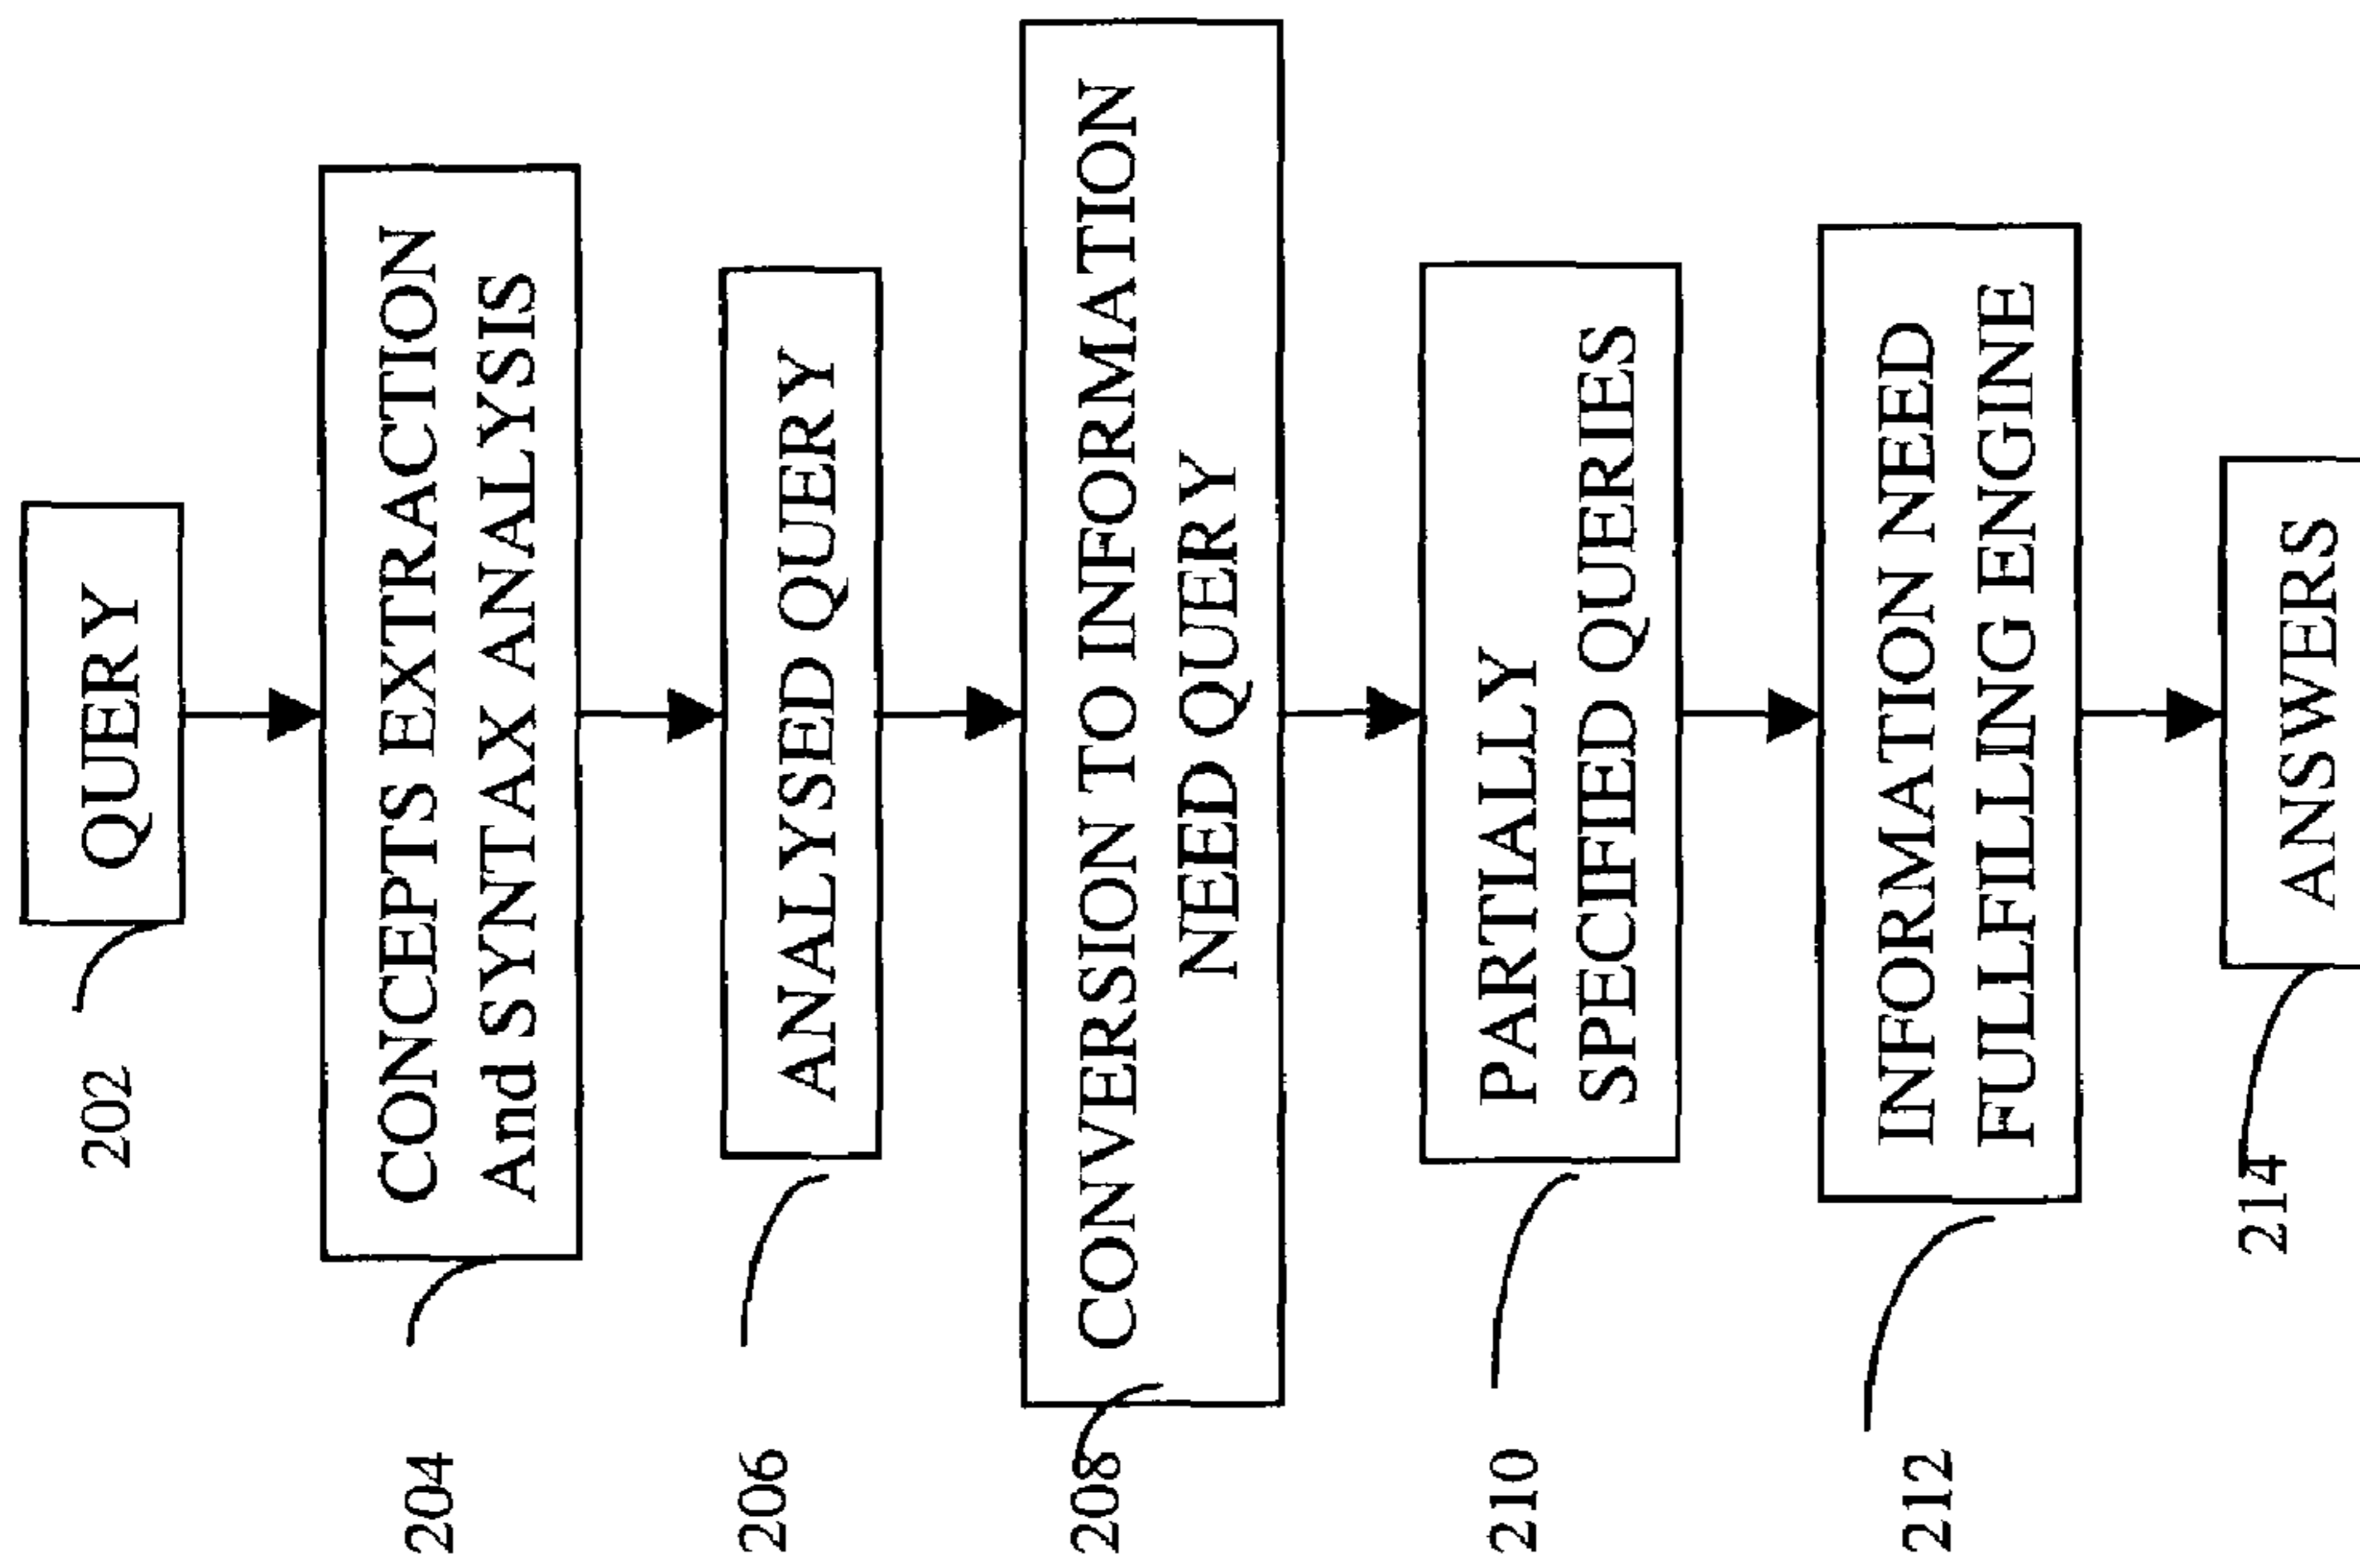 QUERY
202
CONCEPTS EXTRACTION
And SYNTAX ANALYSIS
204
ANALYSED QUERY
206
CONVERSION TO INFORMATION
NEED QUERY
208
PARTIALLY
SPECIFIED QUERIES
210
INFORMATION NEED
FULLFILLING ENGINE
212
ANSWERS
214